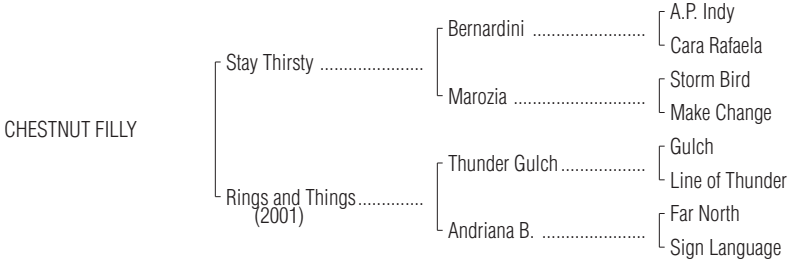 A.P. Indy
Bernardini ........................
Cara Rafaela
Stay Thirsty ......................
Storm Bird
Marozia ............................
Make Change
CHESTNUT FILLY
Gulch
Thunder Gulch ..................
Line of Thunder
Rings and Things ..............
(2001)
Far North
Andriana B. ......................
Sign Language